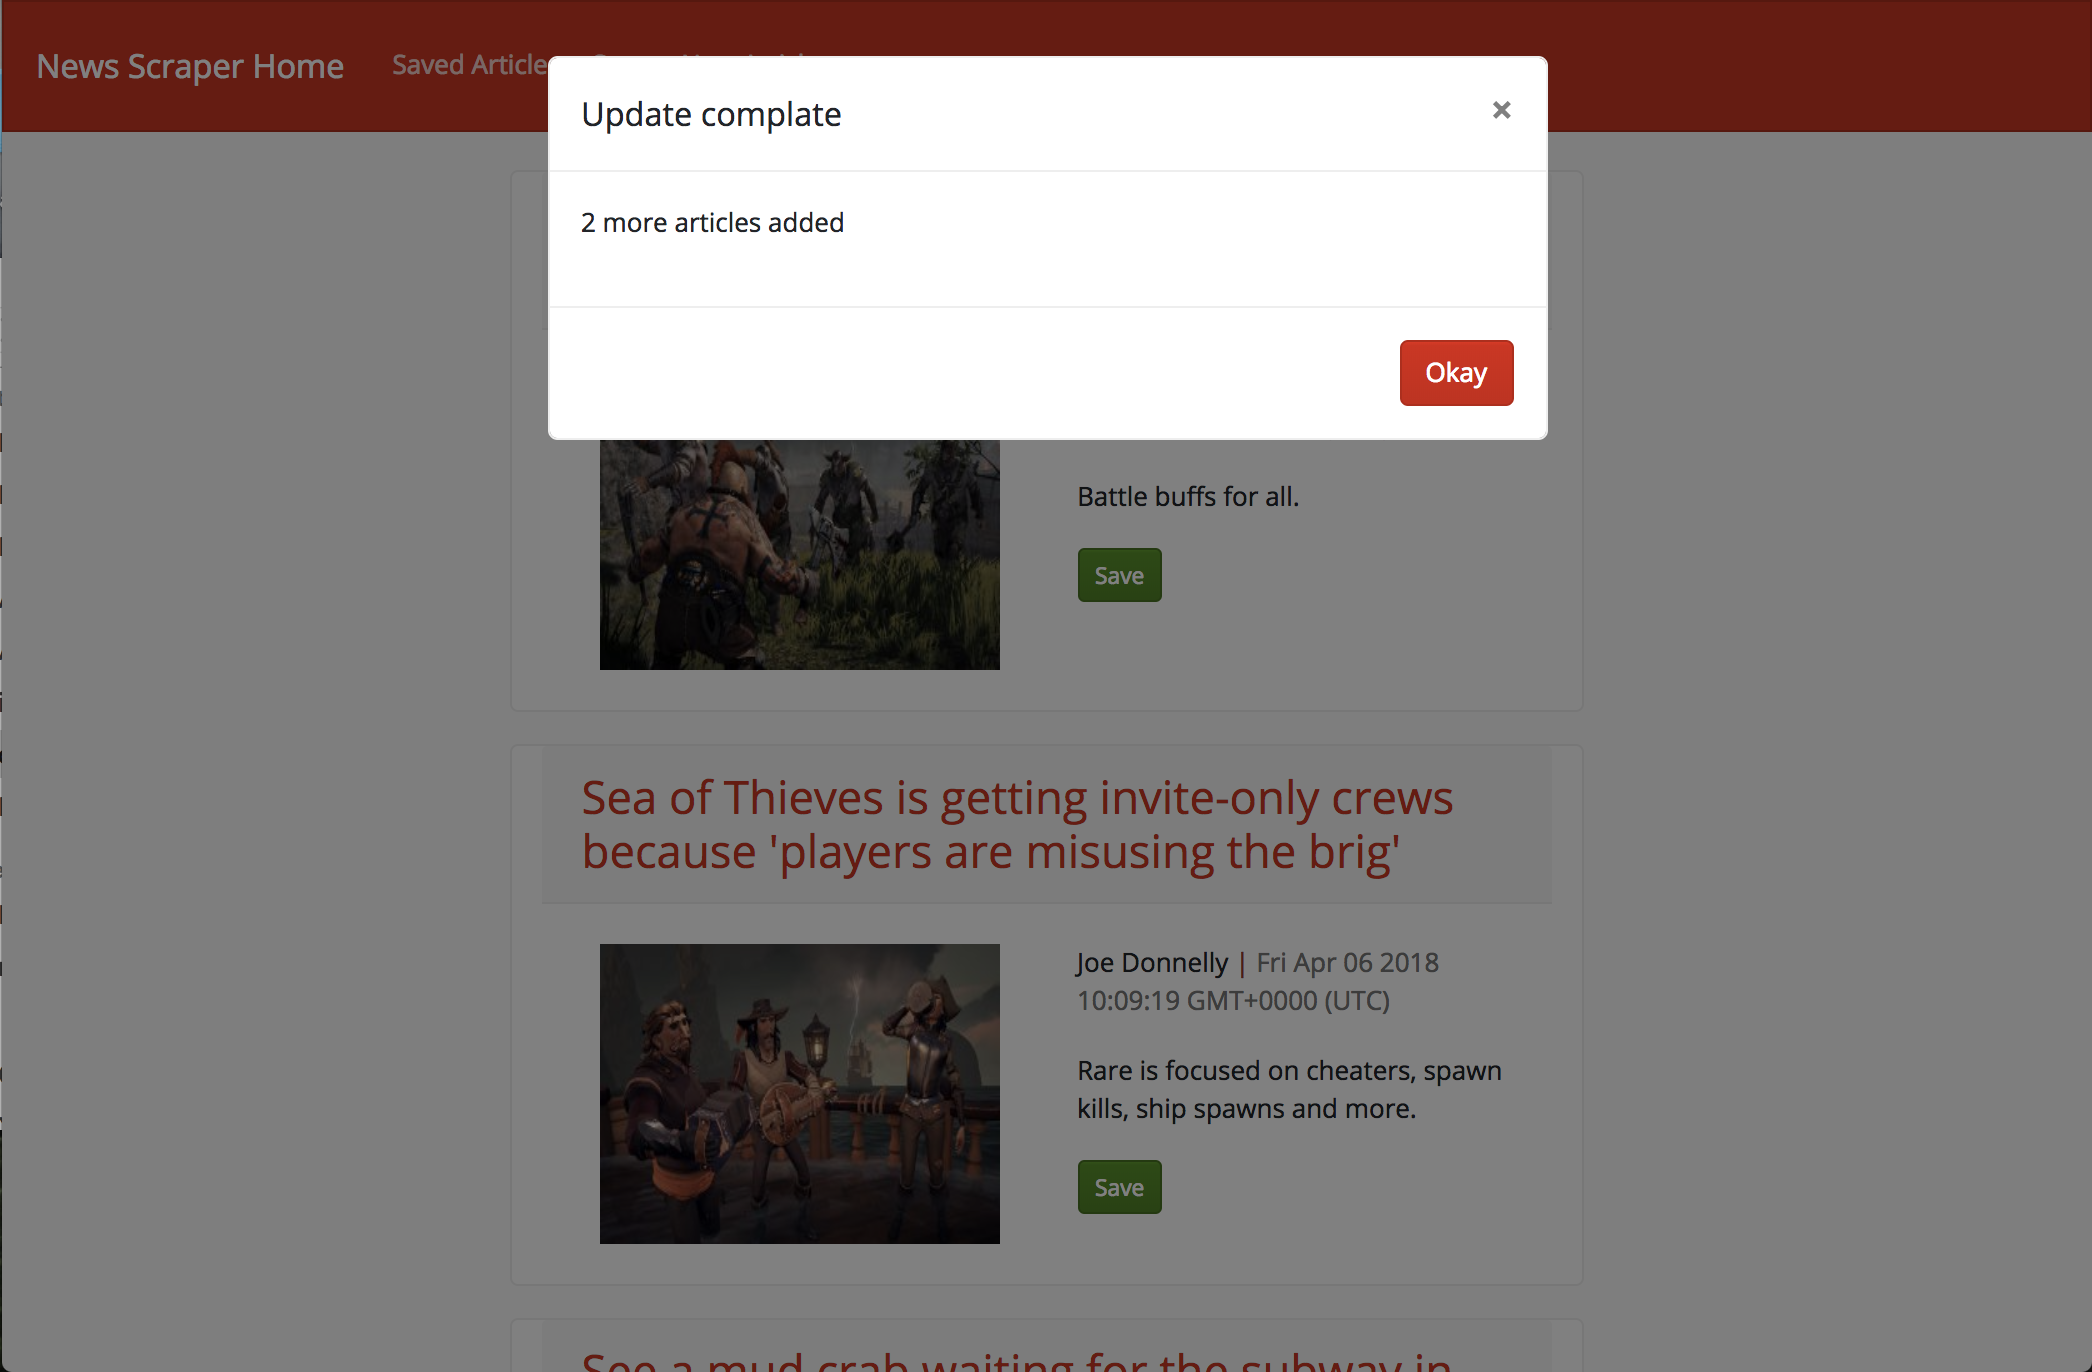 News Scraper Home Saved Article
Update complate
×
2 more articles added
Okay
Battle buffs for all.
Save
Sea of Thieves is getting invite-only crews
because 'players are misusing the brig'
Joe Donnelly | Fri Apr 06 2018
10:09:19 GMT+0000 (UTC)
Rare is focused on cheaters, spawn
kills, ship spawns and more.
Save
See a mud crab waiting for the subway in